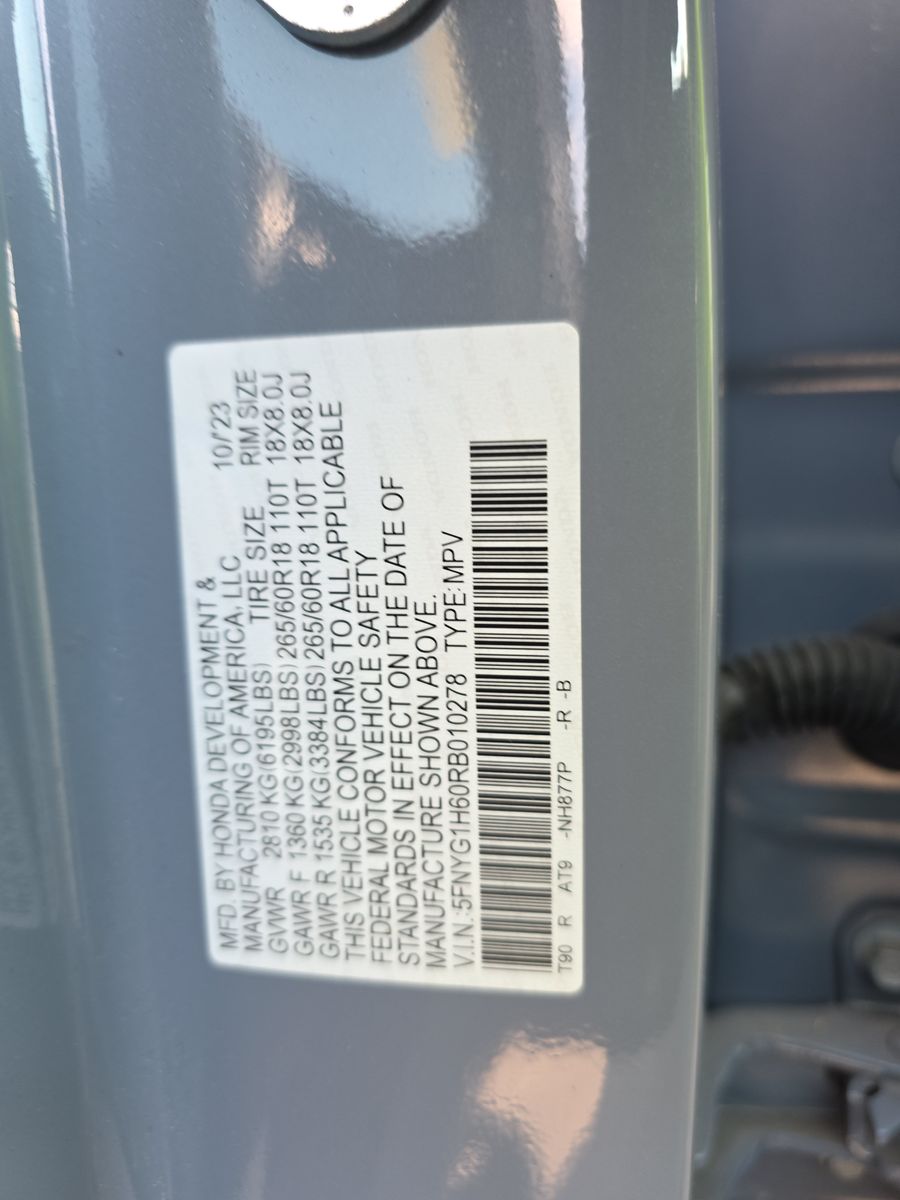 MFD. BY HONDA DEVELOPMENT &
MANUFACTURING OF AMERICA, LLC 10/'23
GVWR 2810 KG(6195LBS) TIRE SIZE RIM SIZE
GAWR F 1360 KG(2998LBS) 265/60R18 110T 18X8.0J
GAWR R 1535 KG(3384LBS) 265/60R18 110T 18X8.0J
THIS VEHICLE CONFORMS TO ALL APPLICABLE
FEDERAL MOTOR VEHICLE SAFETY
STANDARDS IN EFFECT ON THE DATE OF
MANUFACTURE SHOWN ABOVE.
V.I.N.:5FNYG1H60RB010278 TYPE:MPV
T90 R AT9 -NH877P -R -B